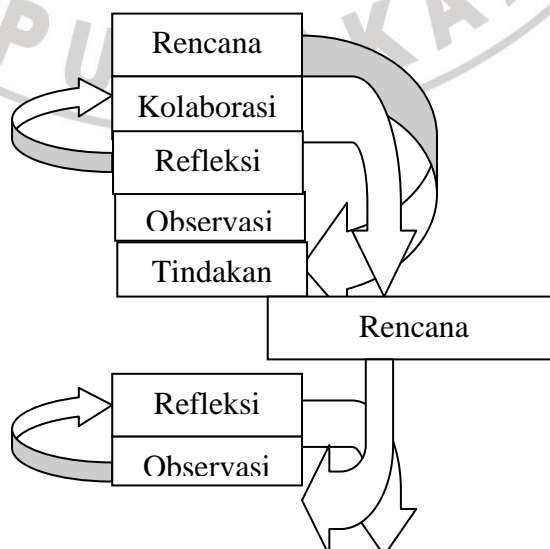 Rencana
Kolaborasi
Refleksi
Observasi
Tindakan
Rencana
Refleksi
Observasi